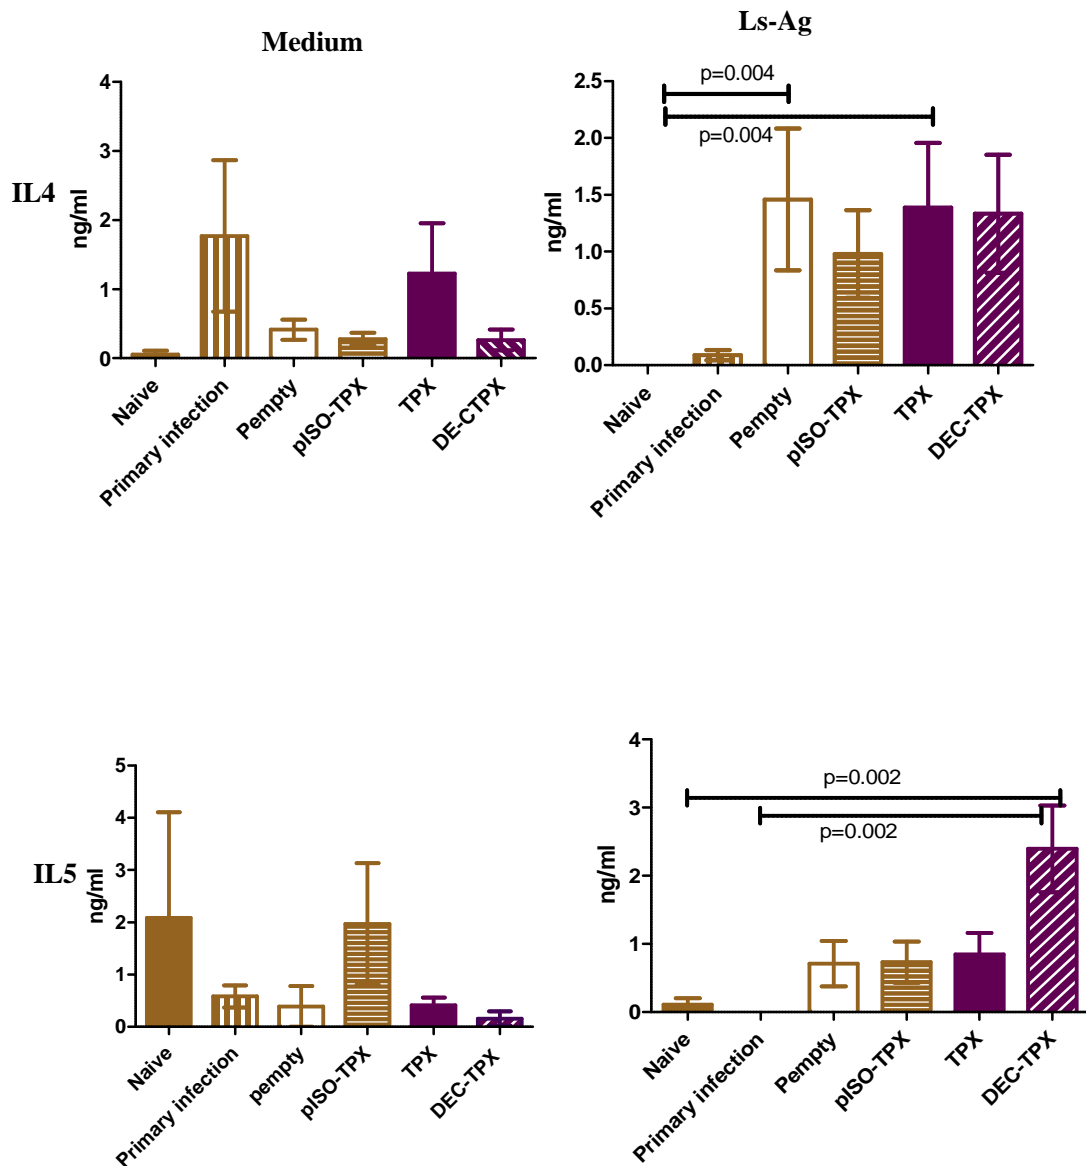 Medium
Ls-Ag
IL4
ng/ml
4
3
2
1
0
Naive
Primary infection
Pempty
pISO-TPX
TPX
DE-CTPX
ng/ml
2.5
2.0
1.5
1.0
0.5
0.0
p=0.004
p=0.004
Naive
Primary infection
Pempty
pISO-TPX
TPX
DEC-TPX
IL5
ng/ml
5
4
3
2
1
0
Naive
Primary infection
pempty
pISO-TPX
TPX
DEC-TPX
ng/ml
4
3
2
1
0
p=0.002
p=0.002
Naive
Primary infection
Pempty
pISO-TPX
TPX
DEC-TPX